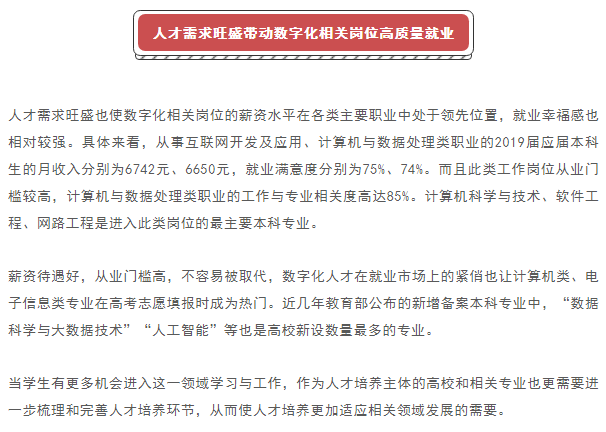 人才需求旺盛带动数字化相关岗位高质量就业
人才需求旺盛也使数字化相关岗位的薪资水平在各类主要职业中处于领先位置，就业幸福感也
相对较强。具体来看，从事互联网开发及应用、计算机与数据处理类职业的2019届应届本科
生的月收入分别为6742元、6650元，就业满意度分别为75%、74%。而且此类工作岗位从业门
槛较高，计算机与数据处理类职业的工作与专业相关度高达85%。计算机科学与技术、软件工
程、网路工程是进入此类岗位的最主要本科专业。
薪资待遇好，从业门槛高，不容易被取代，数字化人才在就业市场上的紧俏也让计算机类、电
子信息类专业在高考志愿填报时成为热门。近几年教育部公布的新增备案本科专业中，“数据
科学与大数据技术”“人工智能”等也是高校新设数量最多的专业。
当学生有更多机会进入这一领域学习与工作，作为人才培养主体的高校和相关专业也更需要进
一步梳理和完善人才培养环节，从而使人才培养更加适应相关领域发展的需要。